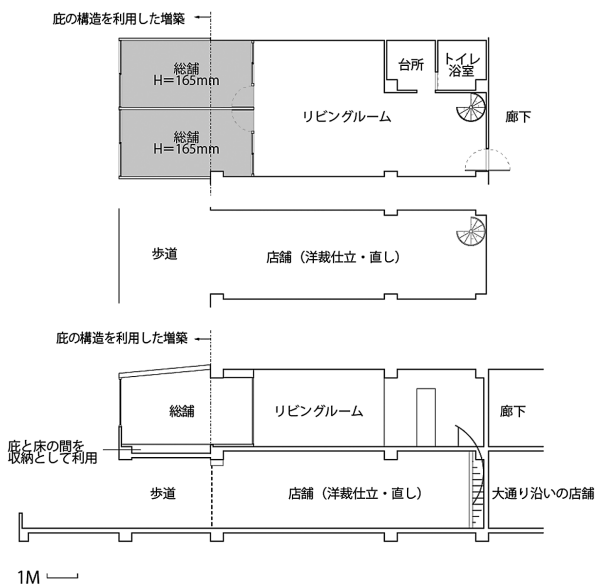 庇の構造を利用した増築
総舗
H=165mm
総舗
H=165mm
リビングルーム
台所
トイレ
浴室
廊下
歩道
店舗（洋裁仕立・直し）
庇の構造を利用した増築
総舗
リビングルーム
廊下
庇と床の間を
収納として利用
歩道
店舗（洋裁仕立・直し）
大通り沿いの店舗
1M